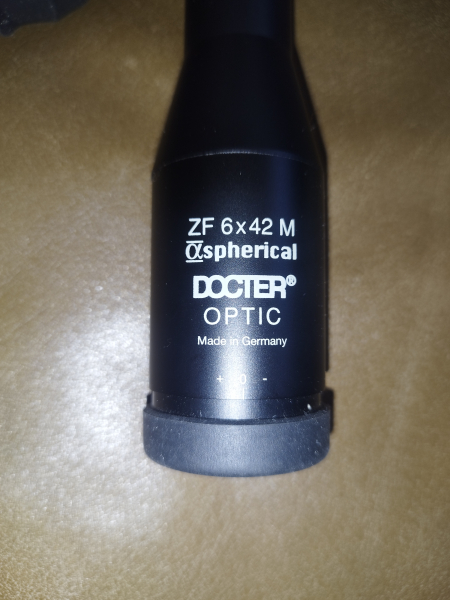 ZF 6x42 M
αspherical
DOCTER®
OPTIC
Made in Germany
+ 0 -